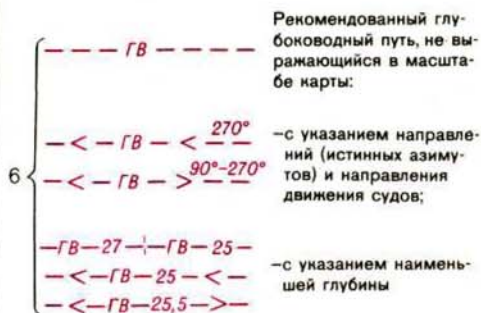 Рекомендованный глу-
боководный путь, не вы-
ражающийся в масшта-
бе карты:
— — — ГВ — — —
6
— < — ГВ — < 270° — —
— < — ГВ — > 90°–270° — —
—с указанием направле-
ний (истинных азиму-
тов) и направления
движения судов;
—ГВ—27—¦—ГВ—25—
—<—ГВ—25—<—
—<—ГВ—25,5—>—
—с указанием наимень-
шей глубины